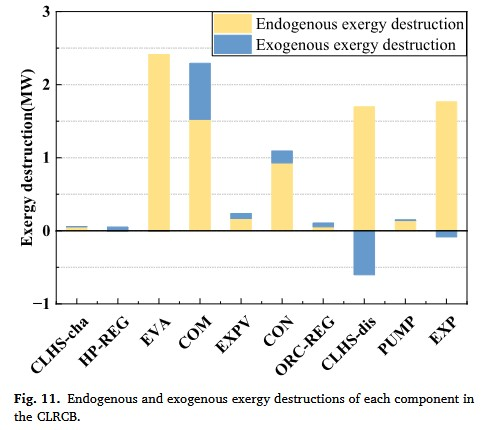 3
2
1
0
−1
Exergy destruction(MW)
Endogenous exergy destruction
Exogenous exergy destruction
CLHS-cha
HP-REG
EVA
COM
EXPV
CON
ORC-REG
CLHS-dis
PUMP
EXP
Fig. 11. Endogenous and exogenous exergy destructions of each component in
the CLRCB.